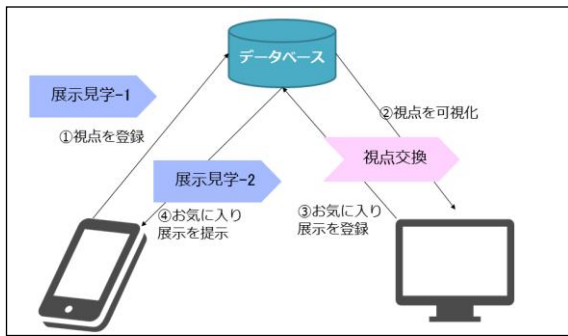 データベース
展示見学-1
①視点を登録
②視点を可視化
視点交換
展示見学-2
④お気に入り
展示を提示
③お気に入り
展示を登録